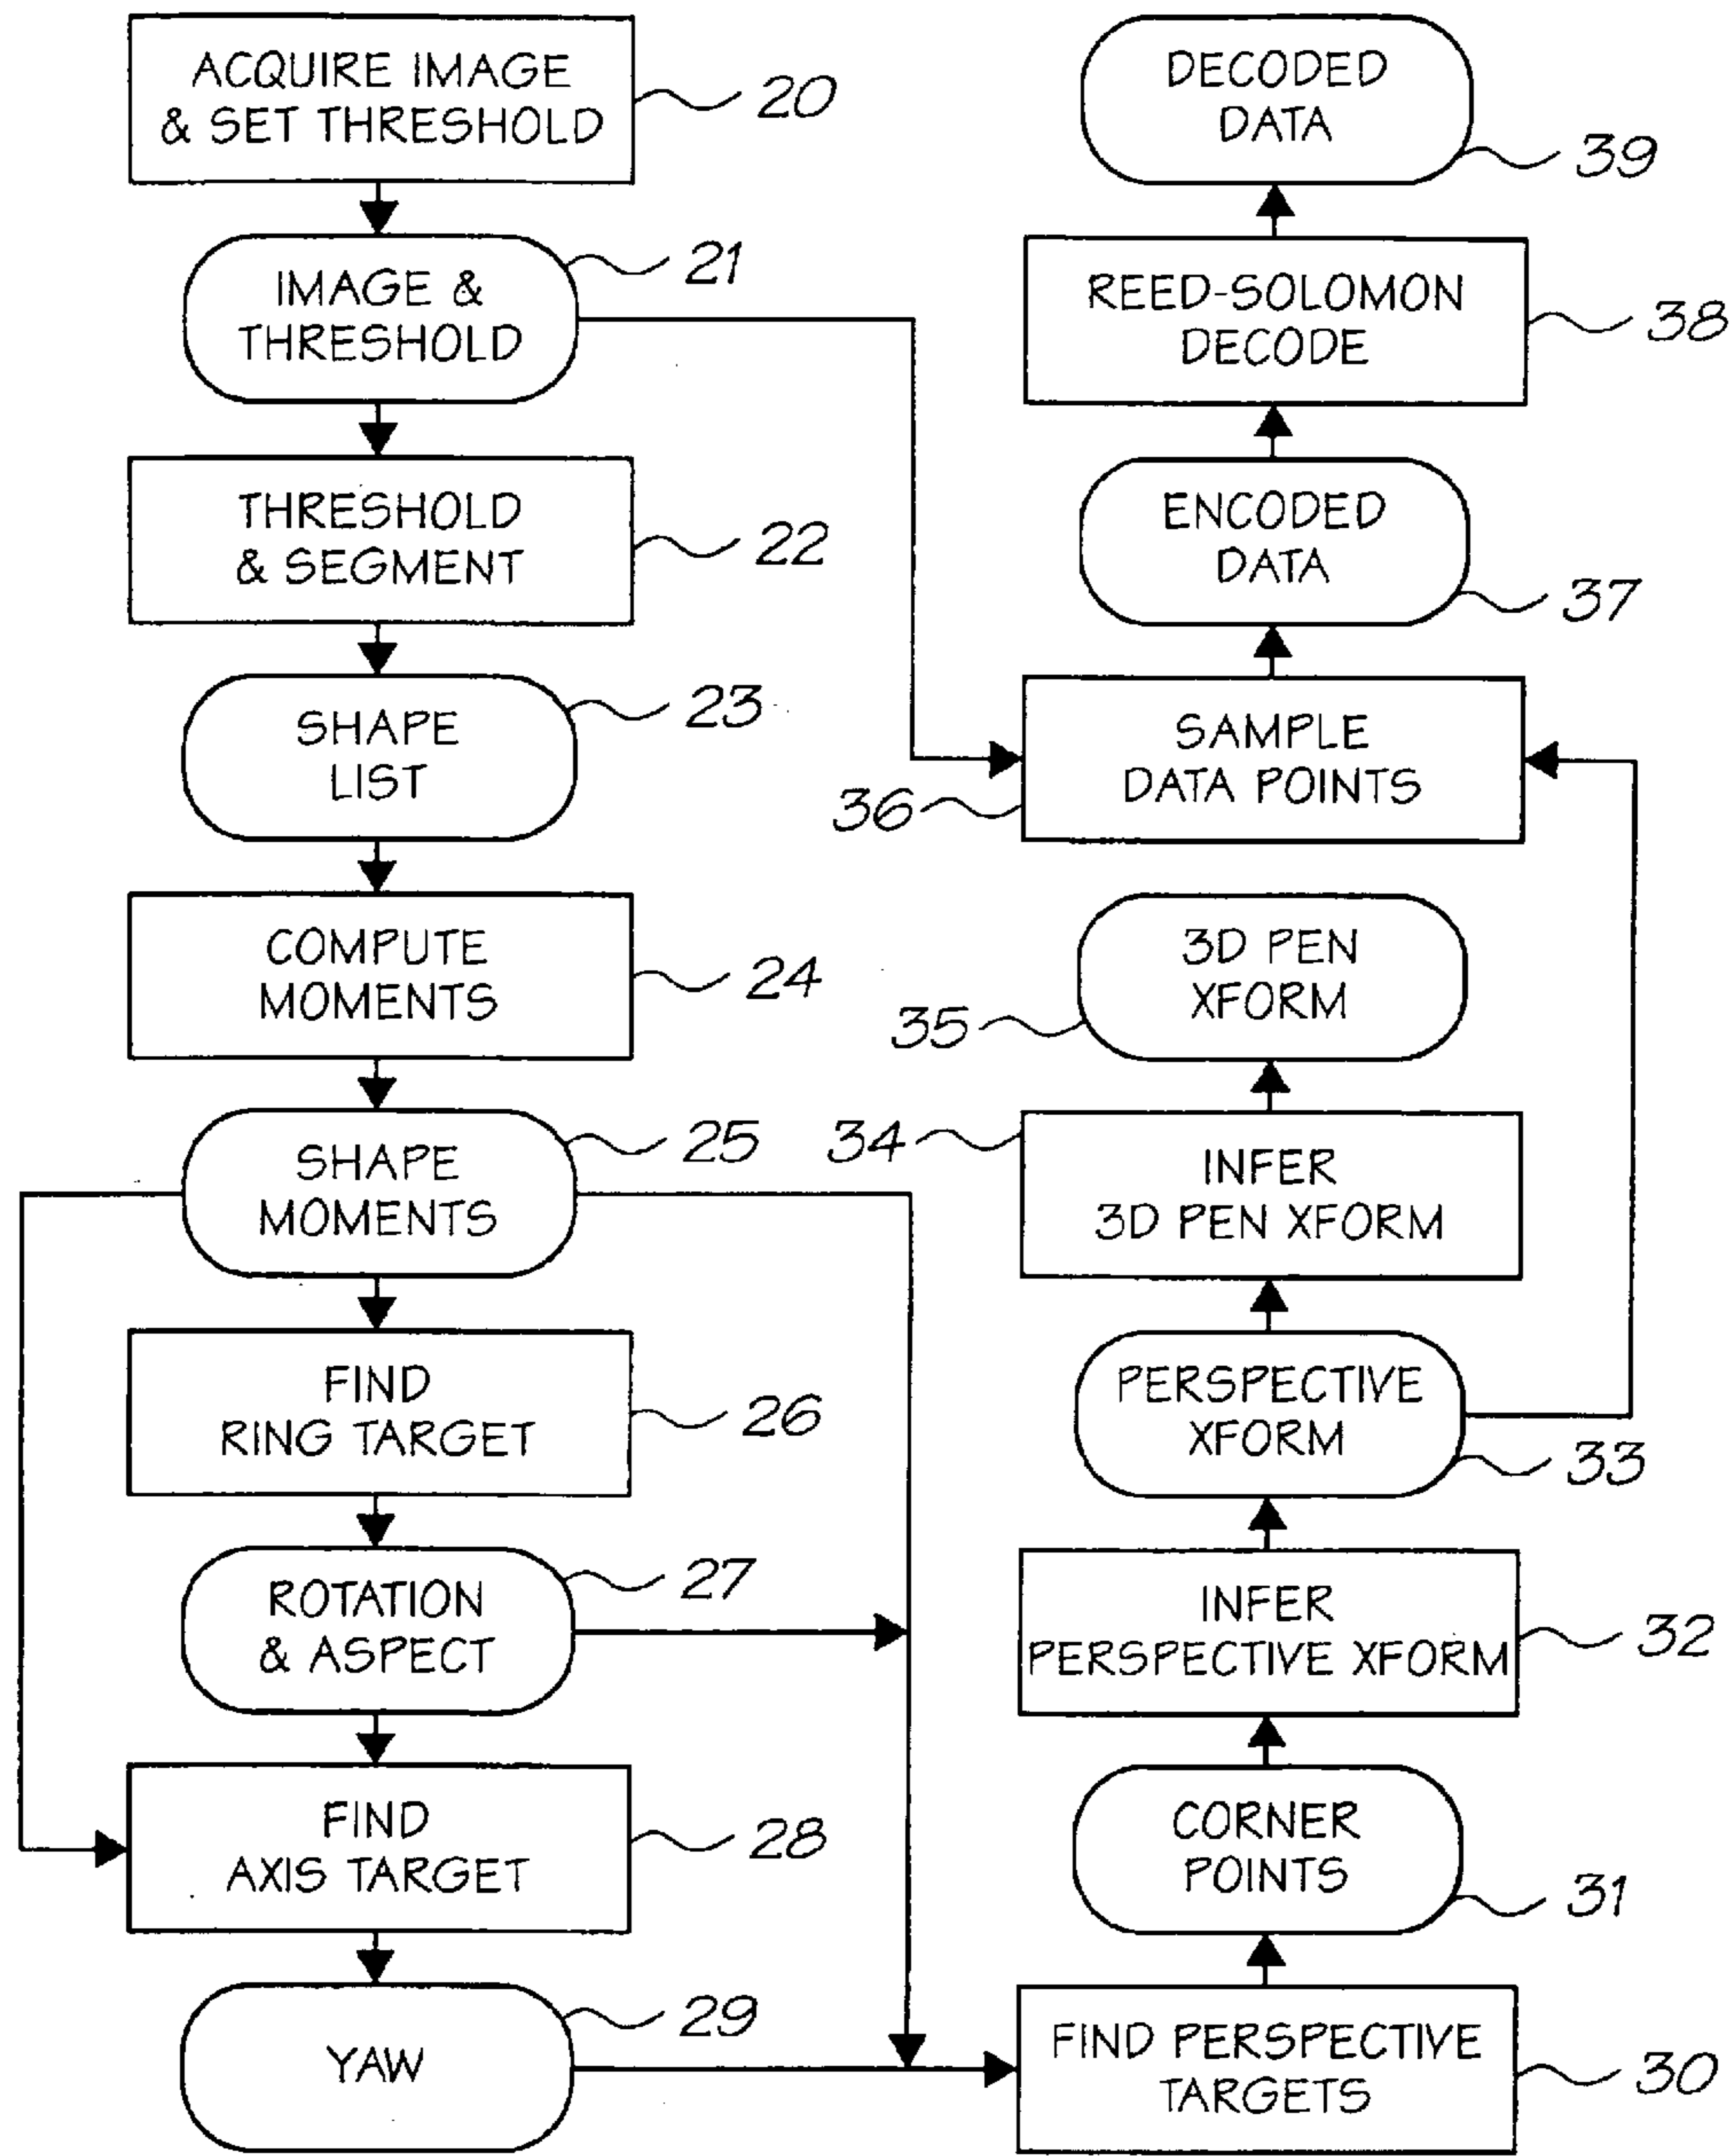 ACQUIRE IMAGE
& SET THRESHOLD
20
IMAGE &
THRESHOLD
21
THRESHOLD
& SEGMENT
22
SHAPE
LIST
23
COMPUTE
MOMENTS
24
SHAPE
MOMENTS
25
FIND
RING TARGET
26
ROTATION
& ASPECT
27
FIND
AXIS TARGET
28
YAW
29
FIND PERSPECTIVE
TARGETS
30
CORNER
POINTS
31
INFER
PERSPECTIVE XFORM
32
PERSPECTIVE
XFORM
33
INFER
3D PEN XFORM
34
3D PEN
XFORM
35
SAMPLE
DATA POINTS
36
ENCODED
DATA
37
REED-SOLOMON
DECODE
38
DECODED
DATA
39